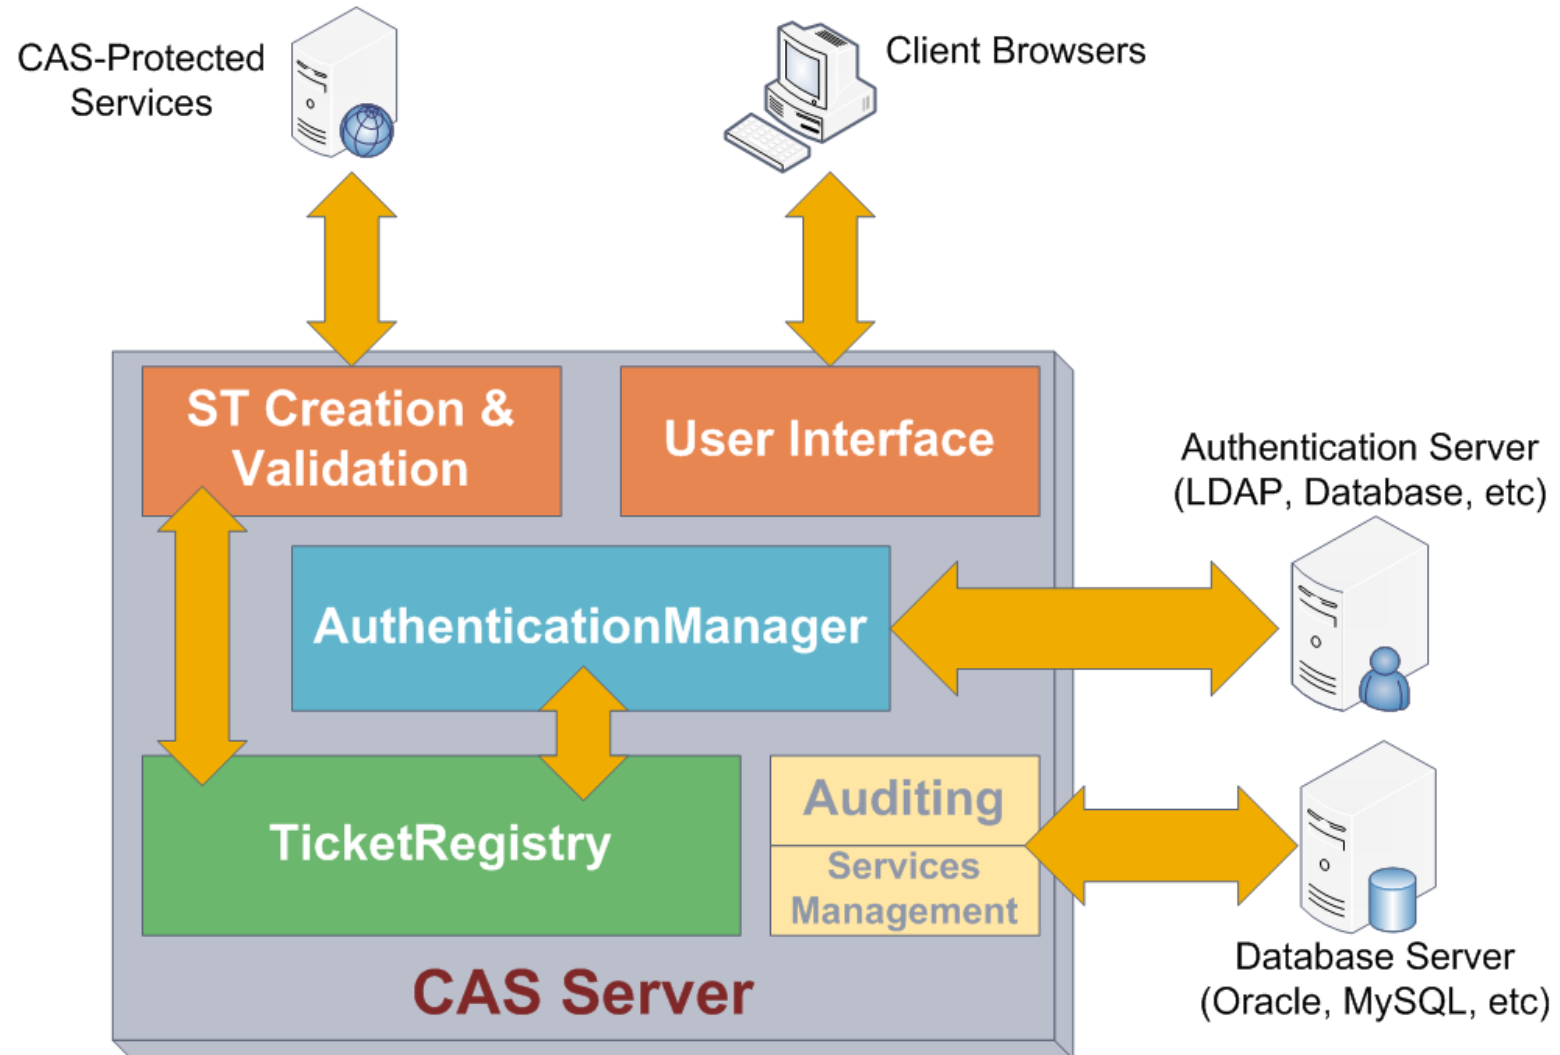 CAS-Protected
Services
Client Browsers
ST Creation &
Validation
User Interface
Authentication Server
(LDAP, Database, etc)
AuthenticationManager
TicketRegistry
Auditing
Services
Management
CAS Server
Database Server
(Oracle, MySQL, etc)